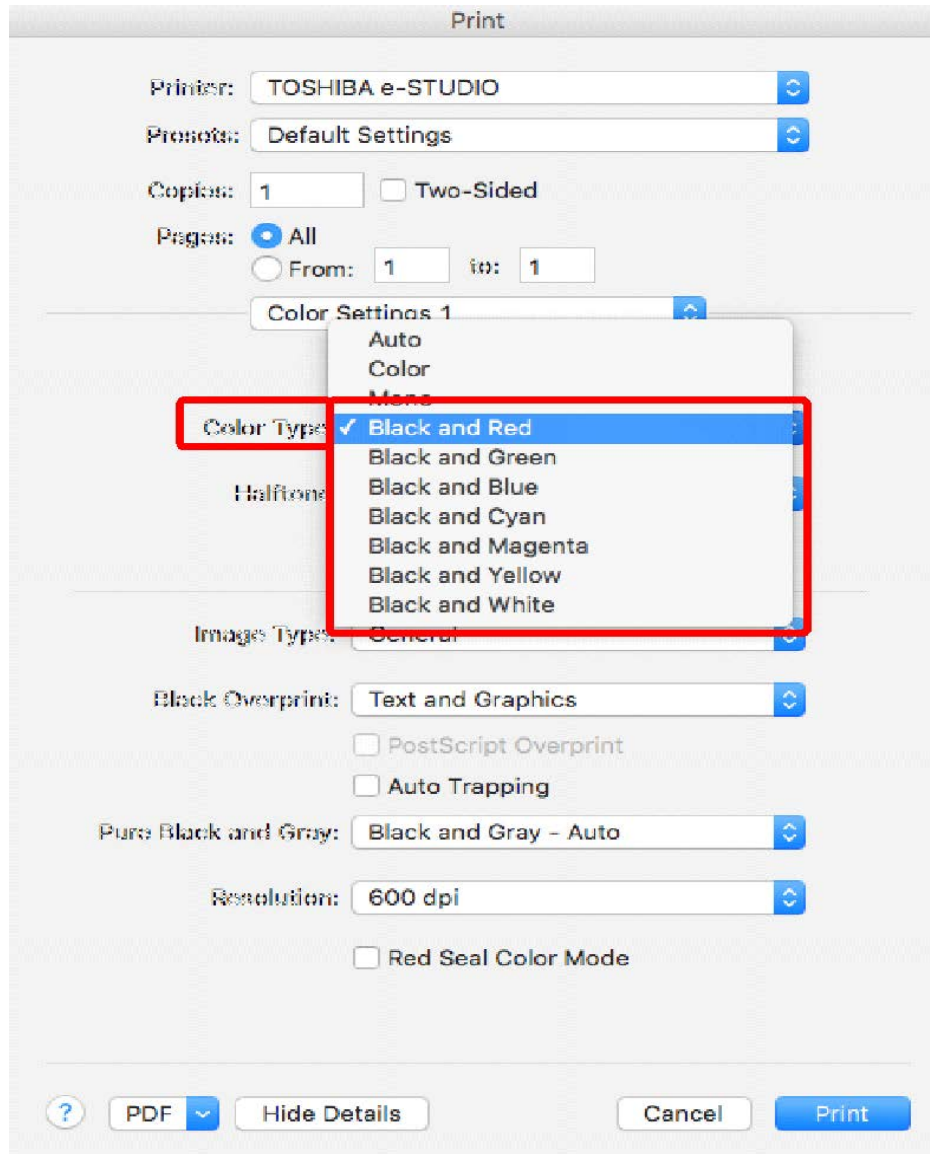 Print
Printer: TOSHIBA e-STUDIO
Presets: Default Settings
Copies: 1 Two-Sided
Pages: All
From: 1 to: 1
Color Settings 1
Auto
Color
Mono
Color Type ✓ Black and Red
Black and Green
Black and Blue
Halftone
Black and Cyan
Black and Magenta
Black and Yellow
Black and White
Image Type: General
Black Overprint: Text and Graphics
PostScript Overprint
Auto Trapping
Pure Black and Gray: Black and Gray - Auto
Resolution: 600 dpi
Red Seal Color Mode
? PDF Hide Details Cancel Print